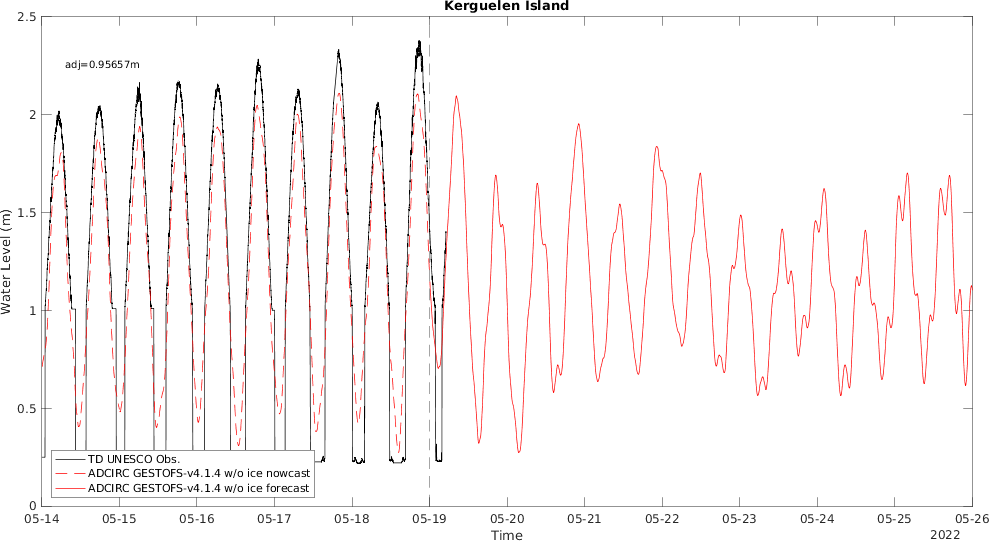 Kerguelen Island
2.5
2
1.5
1
0.5
0
Water Level (m)
adj=0.95657m
TD UNESCO Obs.
ADCIRC GESTOFS-v4.1.4 w/o ice nowcast
ADCIRC GESTOFS-v4.1.4 w/o ice forecast
05-14 05-15 05-16 05-17 05-18 05-19 05-20 05-21 05-22 05-23 05-24 05-25 05-26
Time
2022